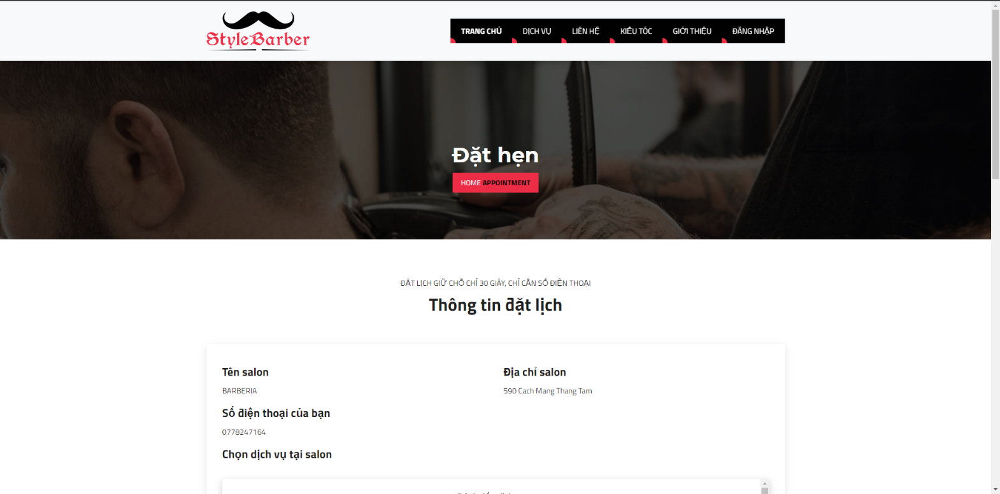 StyleBarber
TRANG CHỦ DỊCH VỤ LIÊN HỆ KIỂU TÓC GIỚI THIỆU ĐĂNG NHẬP
Đặt hẹn
HOME APPOINTMENT
ĐẶT LỊCH GIỮ CHỖ CHỈ 30 GIÂY, CHỈ CẦN SỐ ĐIỆN THOẠI
Thông tin đặt lịch
Tên salon
BARBERIA
Địa chỉ salon
590 Cach Mang Thang Tam
Số điện thoại của bạn
0778247164
Chọn dịch vụ tại salon